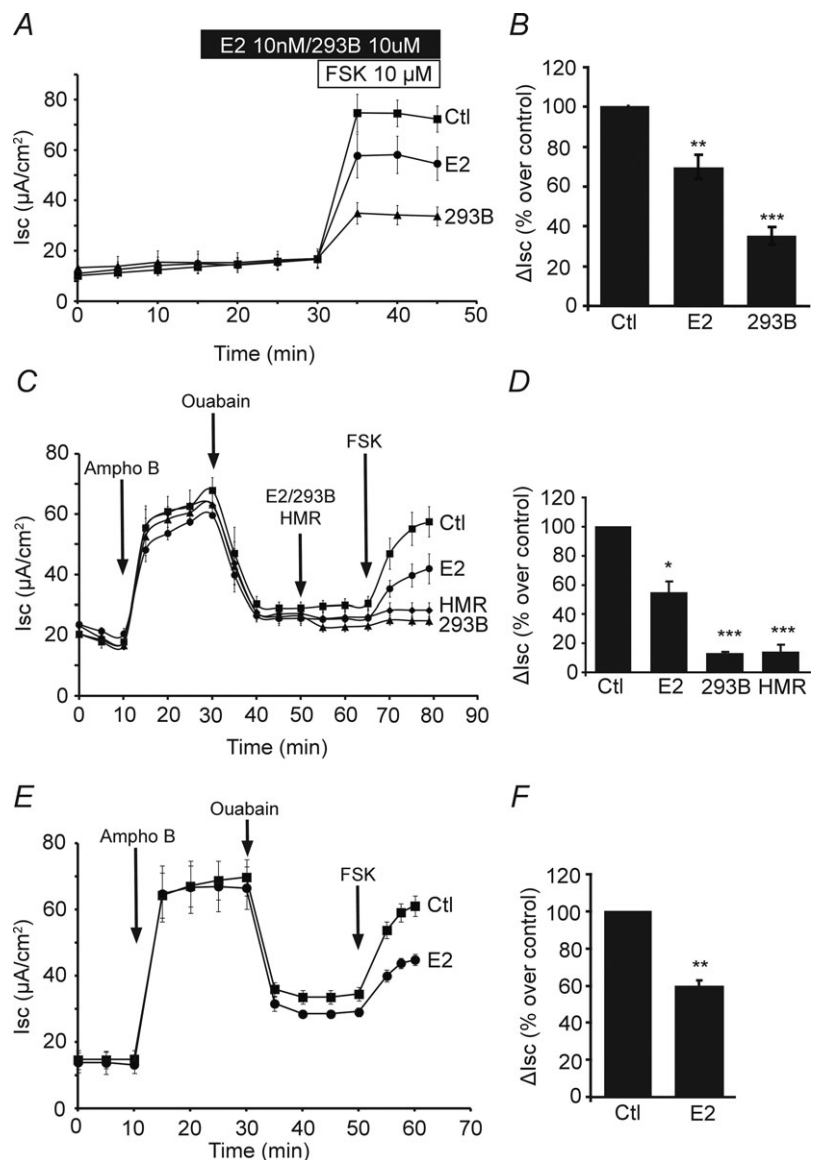 A
E2 10nM/293B 10uM
FSK 10 µM
80
60
40
20
0
Isc (µA/cm²)
Ctl
E2
293B
0 10 20 30 40 50
Time (min)
B
120
100
80
60
40
20
0
ΔIsc (% over control)
**
***
Ctl E2 293B
C
Ouabain
Ampho B
FSK
E2/293B
HMR
80
60
40
20
0
Isc (µA/cm²)
Ctl
E2
HMR
293B
0 10 20 30 40 50 60 70 80 90
Time (min)
D
120
100
80
60
40
20
0
ΔIsc (% over control)
*
*** ***
Ctl E2 293B HMR
E
Ouabain
Ampho B
FSK
80
60
40
20
0
Isc (µA/cm²)
Ctl
E2
0 10 20 30 40 50 60 70
Time (min)
F
120
100
80
60
40
20
0
ΔIsc (% over control)
**
Ctl E2